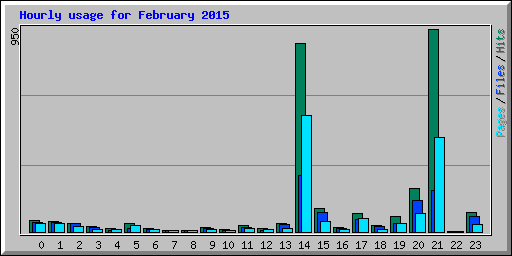 Hourly usage for February 2015
950
Pages / Files / Hits
0 1 2 3 4 5 6 7 8 9 10 11 12 13 14 15 16 17 18 19 20 21 22 23